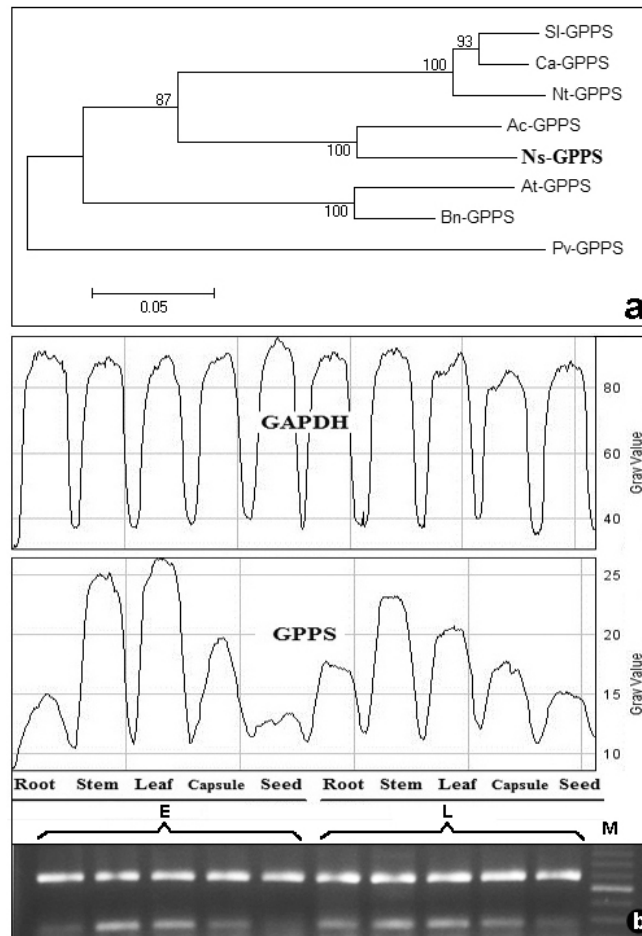 93
Sl-GPPS
Ca-GPPS
100
Nt-GPPS
87
Ac-GPPS
100
Ns-GPPS
At-GPPS
100
Bn-GPPS
Pv-GPPS
0.05
a
GAPDH
80
60
40
Gray Value
GPPS
25
20
15
10
Gray Value
Root Stem Leaf Capsule Seed Root Stem Leaf Capsule Seed
E L M
b